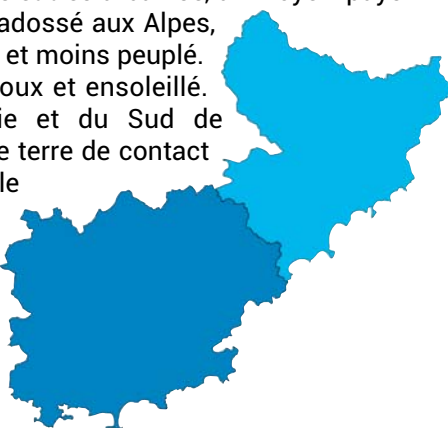 adossé aux Alpes,
et moins peuplé.
oux et ensoleillé.
ie et du Sud de
e terre de contact
le